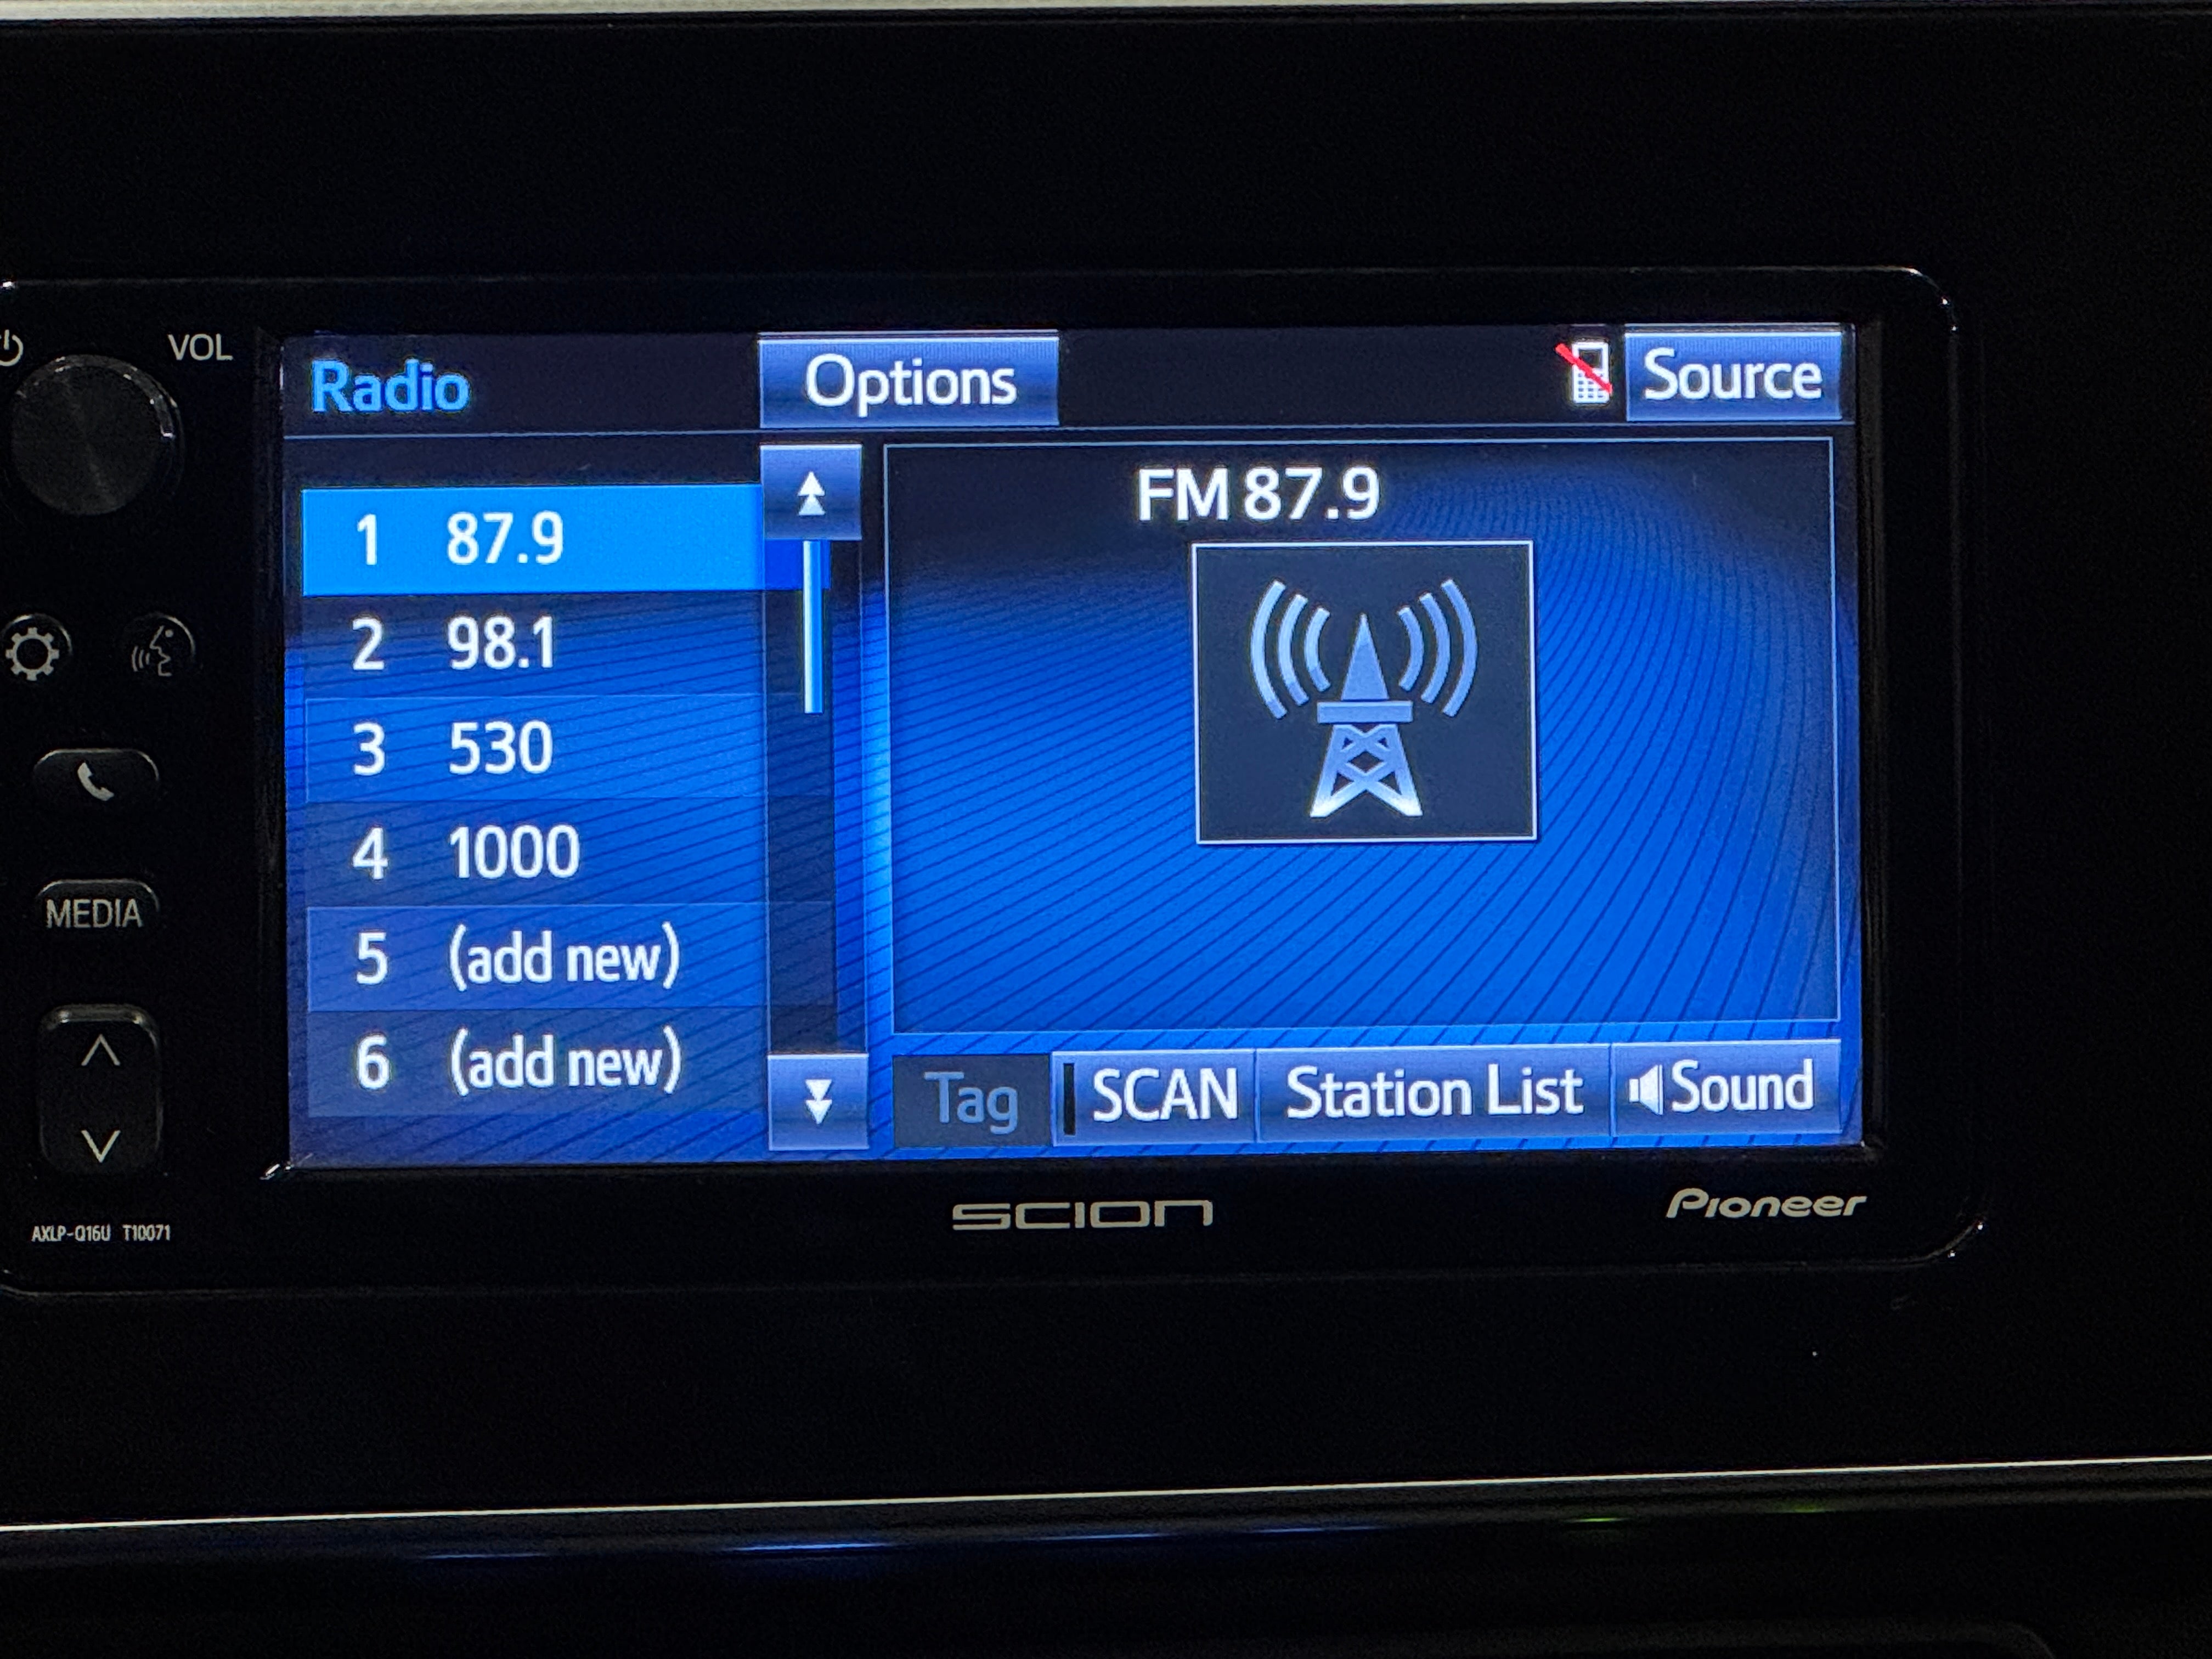 VOL
Radio
Options
Source
1 87.9
2 98.1
3 530
4 1000
5 (add new)
6 (add new)
FM 87.9
MEDIA
Tag
SCAN
Station List
Sound
AXLP-Q16U T10071
SCION
Pioneer